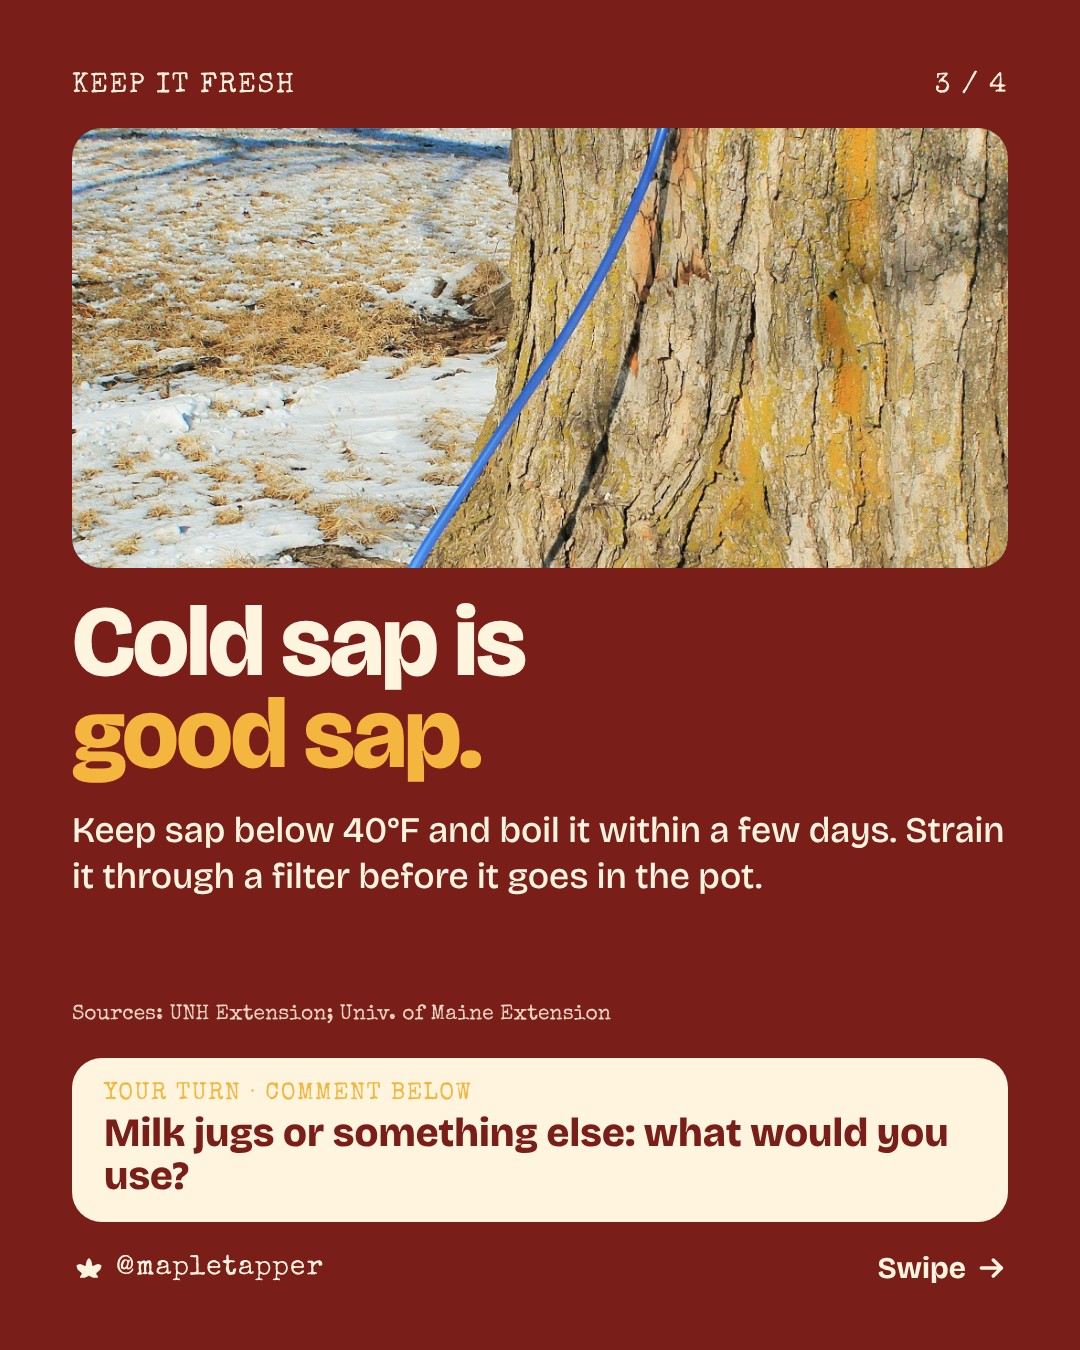 KEEP IT FRESH
3 / 4
Cold sap is
good sap.
Keep sap below 40°F and boil it within a few days. Strain
it through a filter before it goes in the pot.
Sources: UNH Extension; Univ. of Maine Extension
YOUR TURN · COMMENT BELOW
Milk jugs or something else: what would you
use?
@mapletapper
Swipe →